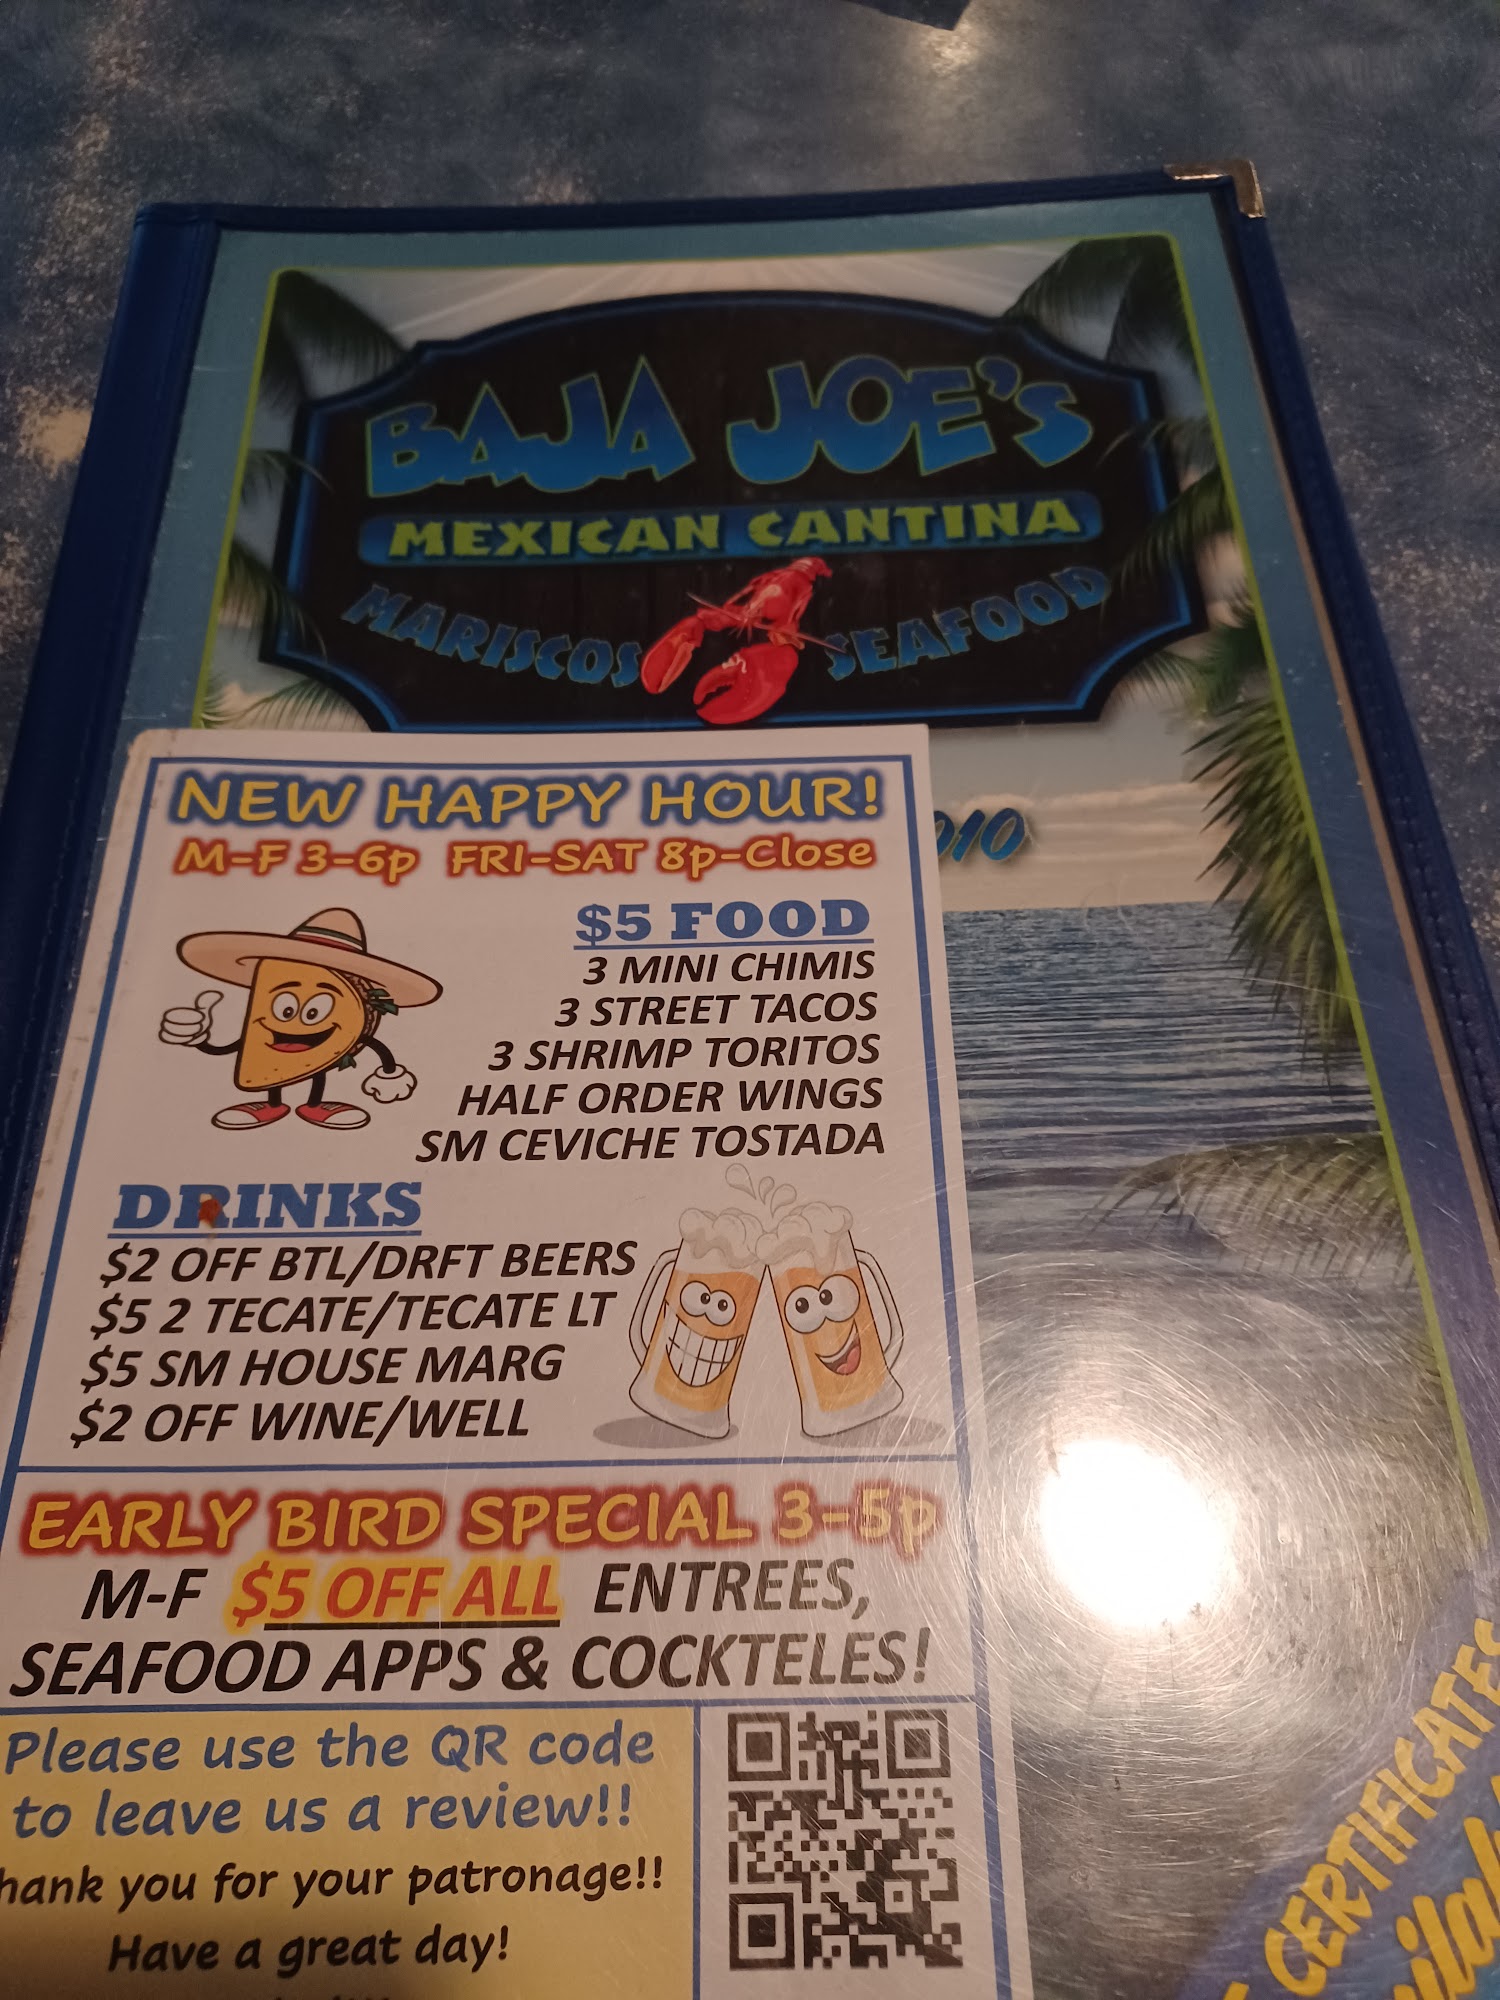 BAJA JOE'S
MEXICAN CANTINA
MARISCOS SEAFOOD
010
NEW HAPPY HOUR!
M-F 3-6p FRI-SAT 8p-Close
$5 FOOD
3 MINI CHIMIS
3 STREET TACOS
3 SHRIMP TORITOS
HALF ORDER WINGS
SM CEVICHE TOSTADA
DRINKS
$2 OFF BTL/DRFT BEERS
$5 2 TECATE/TECATE LT
$5 SM HOUSE MARG
$2 OFF WINE/WELL
EARLY BIRD SPECIAL 3-5p
M-F $5 OFF ALL ENTREES,
SEAFOOD APPS & COCKTELES!
Please use the QR code
to leave us a review!!
hank you for your patronage!!
Have a great day!
CERTIFICATES